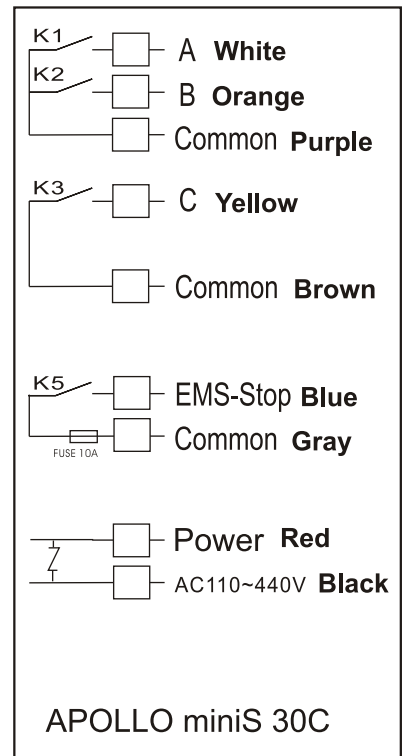 K1
A White
K2
B Orange
Common Purple
K3
C Yellow
Common Brown
K5
EMS-Stop Blue
Common Gray
FUSE 10A
Power Red
AC110~440V Black
APOLLO miniS 30C